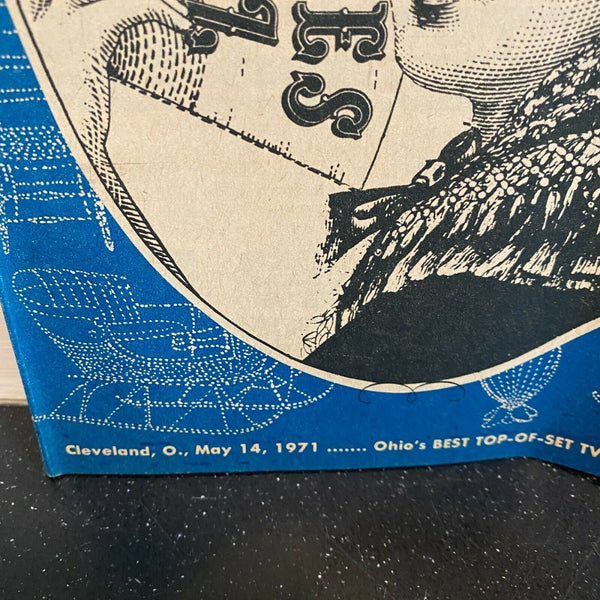 ES
Cleveland, O., May 14, 1971 ....... Ohio's BEST TOP-OF-SET TV